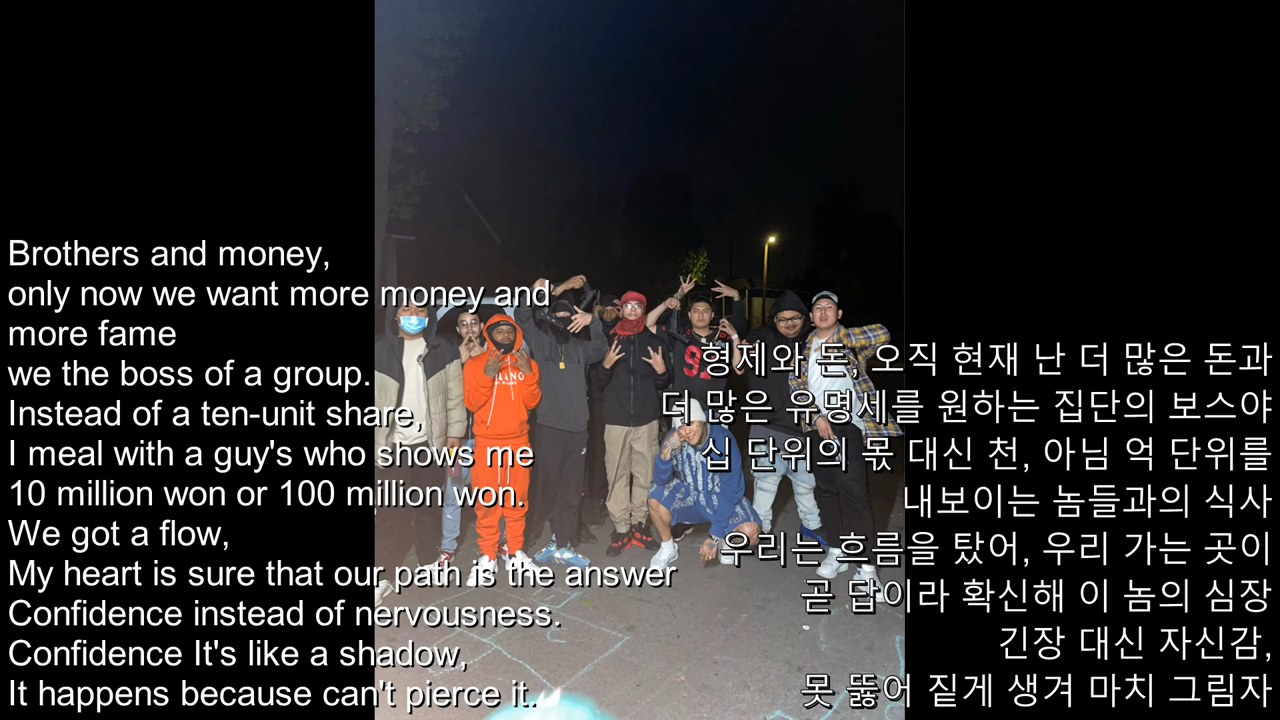 Brothers and money,
only now we want more money and
more fame
we the boss of a group.
Instead of a ten-unit share,
I meal with a guy's who shows me
10 million won or 100 million won.
We got a flow,
My heart is sure that our path is the answer
Confidence instead of nervousness.
Confidence It's like a shadow,
It happens because can't pierce it.
형제와 돈, 오직 현재 난 더 많은 돈과
더 많은 유명세를 원하는 집단의 보스야
십 단위의 몫 대신 천, 아님 억 단위를
내보이는 놈들과의 식사
우리는 흐름을 탔어, 우리 가는 곳이
곧 답이라 확신해 이 놈의 심장
긴장 대신 자신감,
못 뚫어 짙게 생겨 마치 그림자